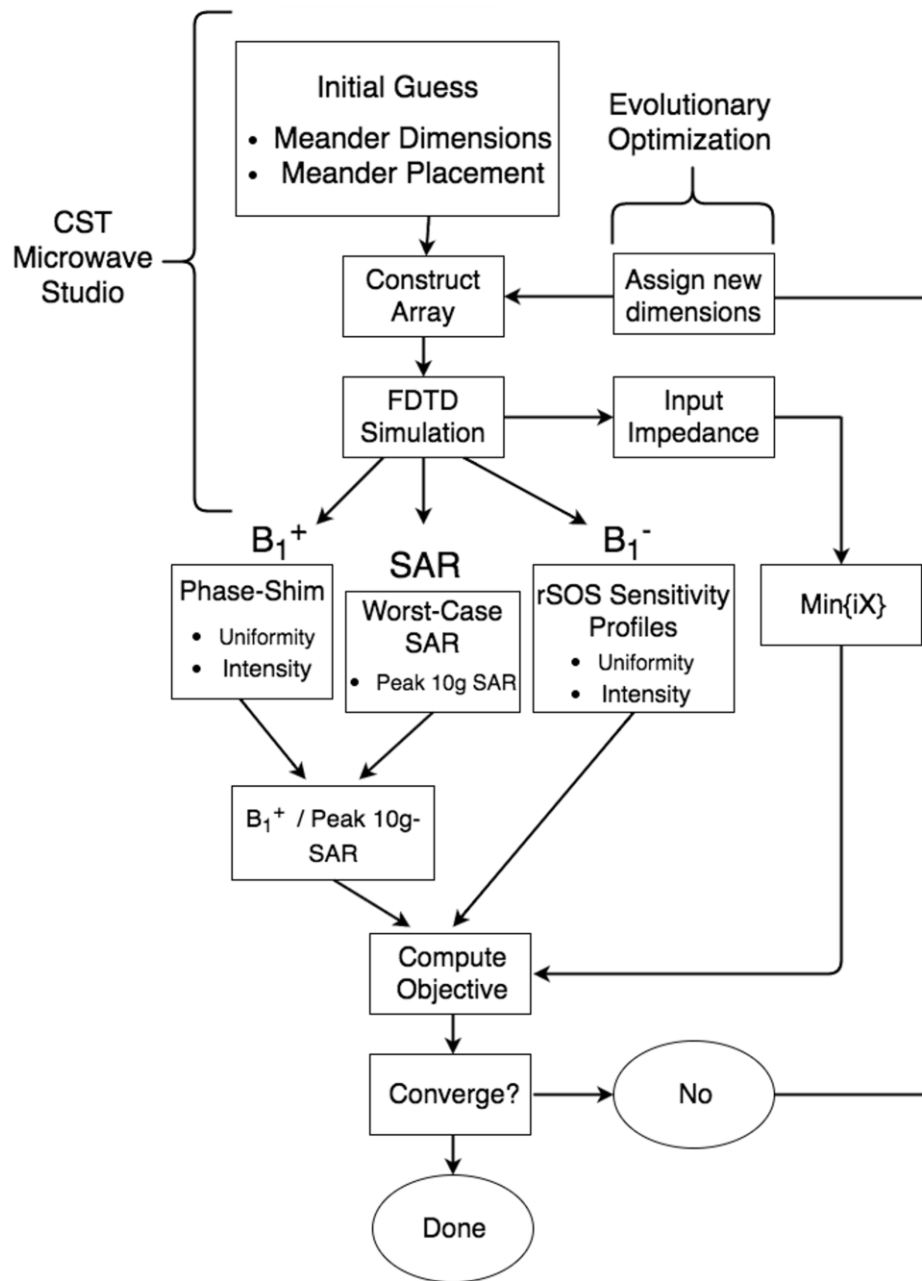 Initial Guess
• Meander Dimensions
• Meander Placement
Evolutionary
Optimization
CST
Microwave
Studio
Construct
Array
Assign new
dimensions
FDTD
Simulation
Input
Impedance
B₁⁺
SAR
B₁⁻
Phase-Shim
• Uniformity
• Intensity
Worst-Case
SAR
• Peak 10g SAR
rSOS Sensitivity
Profiles
• Uniformity
• Intensity
Min{iX}
B₁⁺ / Peak 10g-
SAR
Compute
Objective
Converge?
No
Done